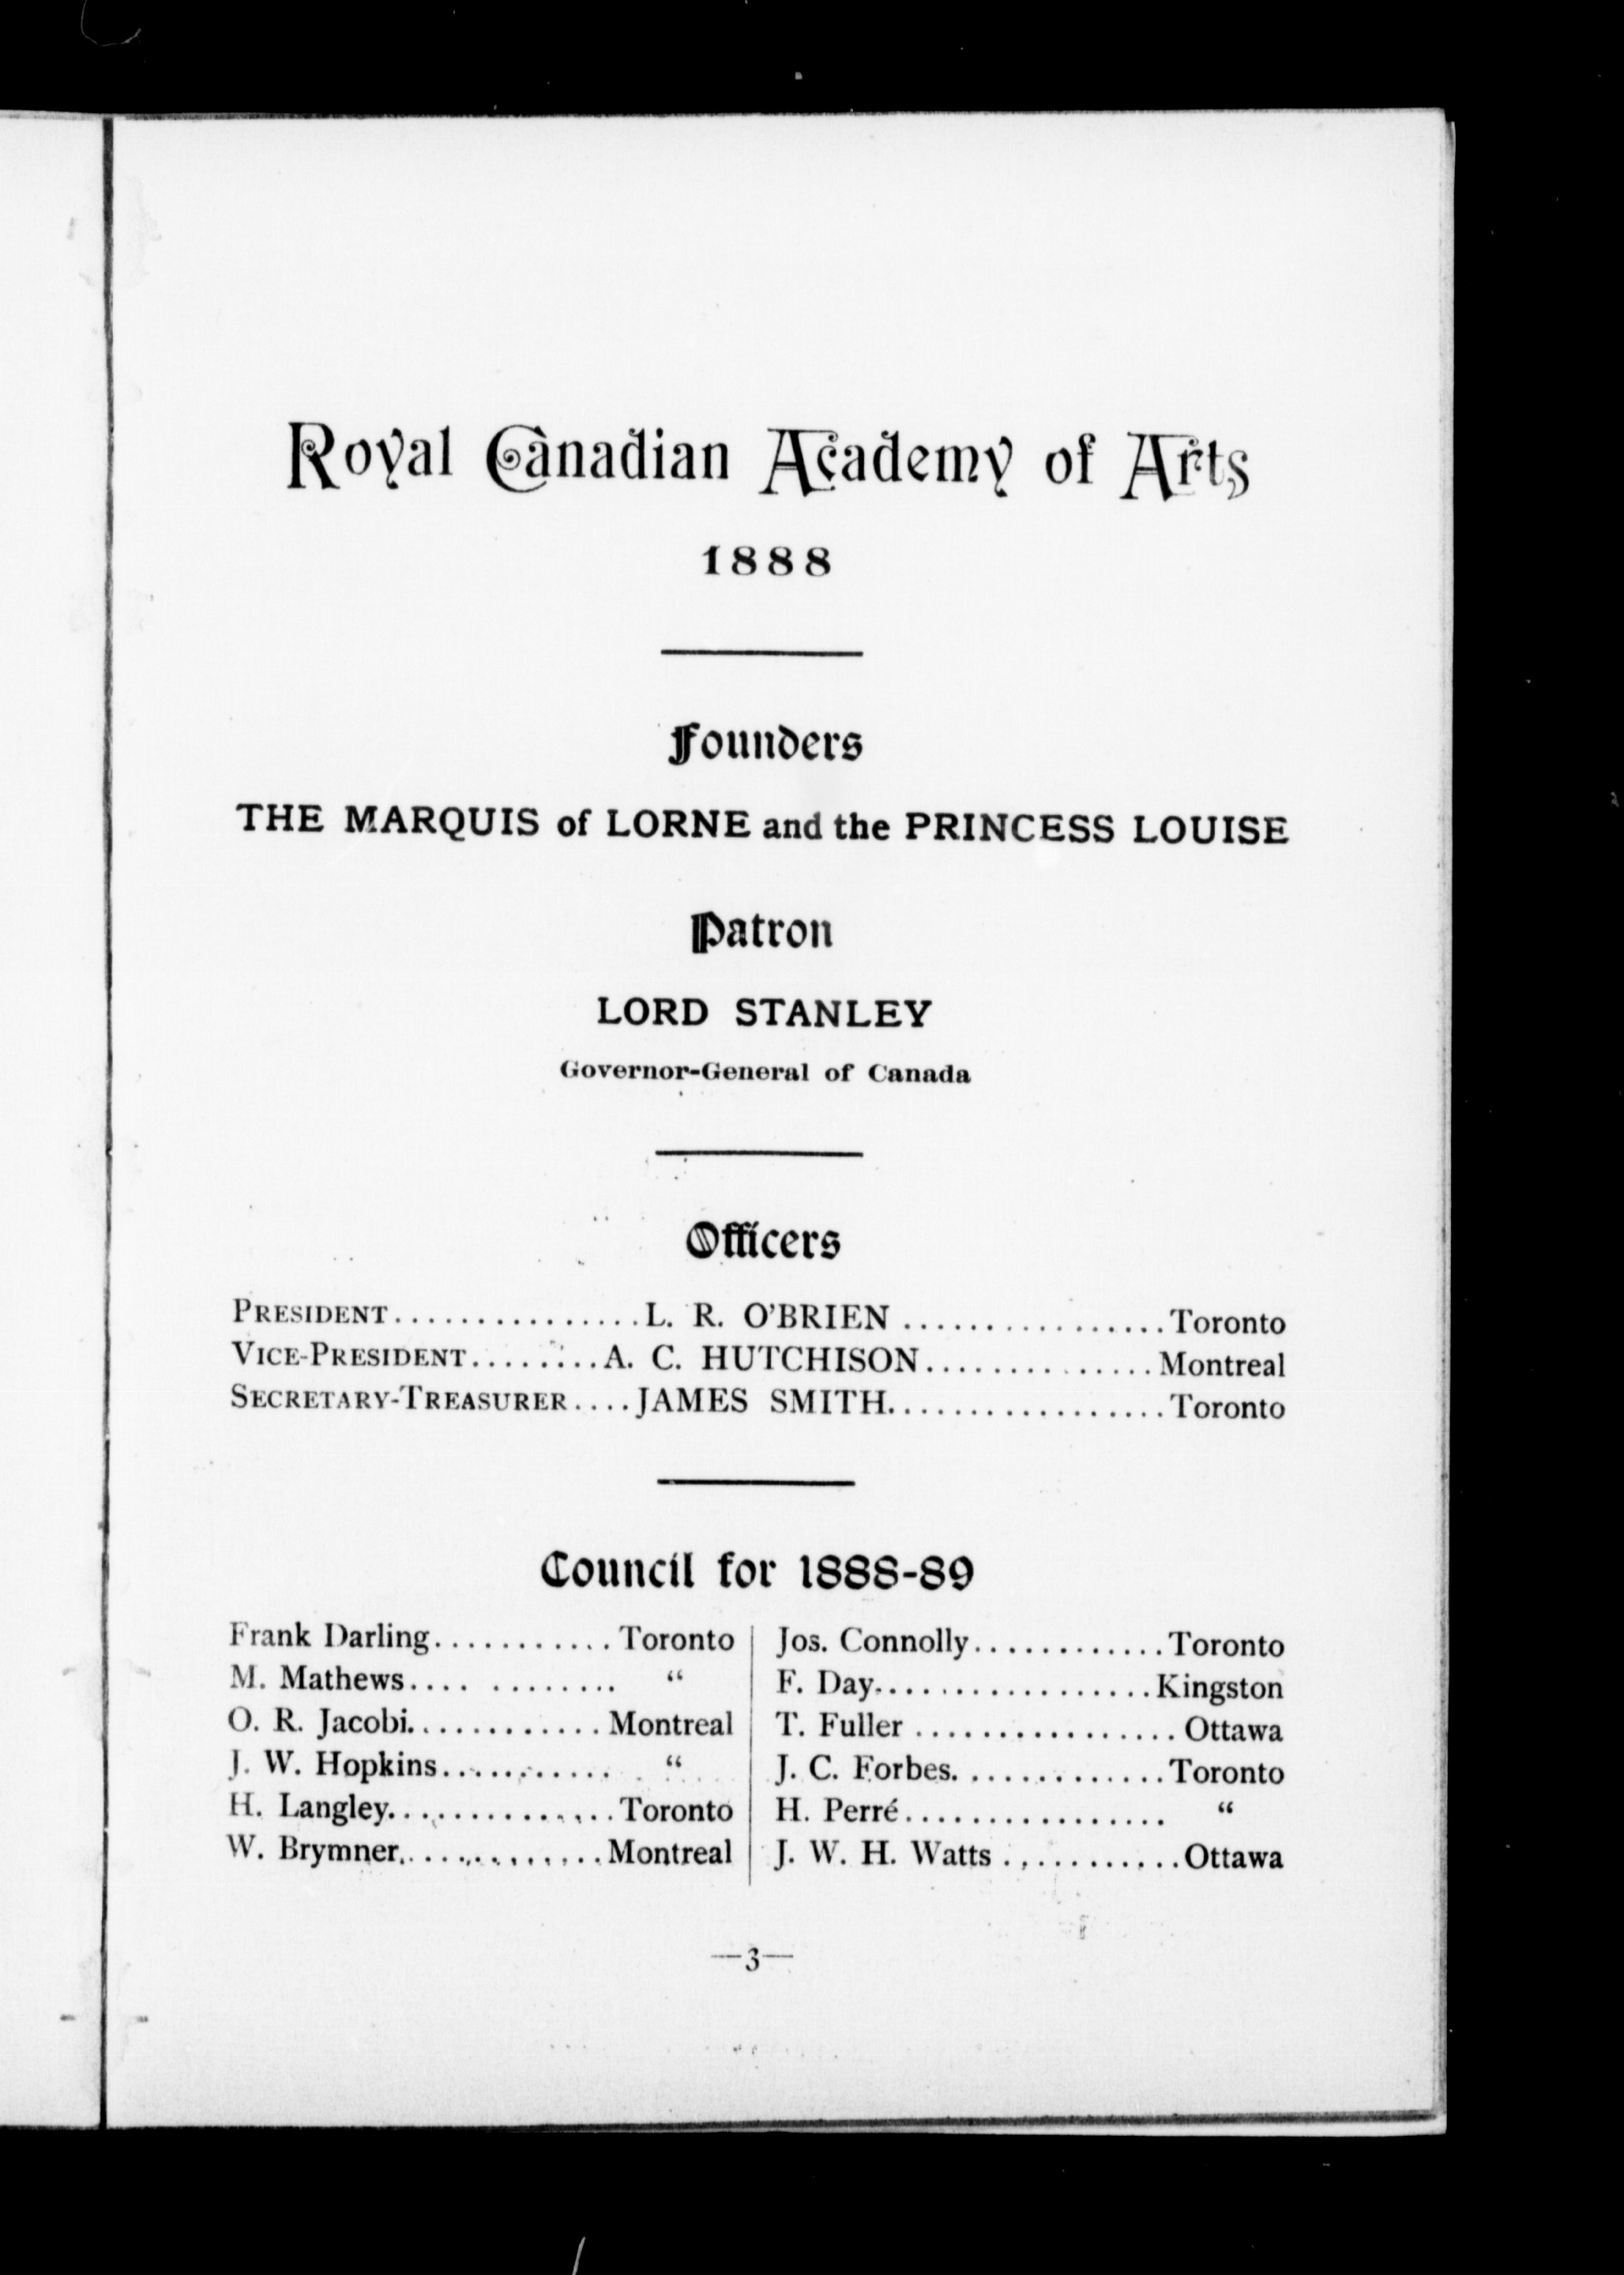 Royal Canadian Academy of Arts
1888
Founders
THE MARQUIS of LORNE and the PRINCESS LOUISE
Patron
LORD STANLEY
Governor-General of Canada
Officers
PRESIDENT...............L. R. O'BRIEN ................Toronto
VICE-PRESIDENT........A. C. HUTCHISON..............Montreal
SECRETARY-TREASURER....JAMES SMITH.................Toronto
Council for 1888-89
Frank Darling...........Toronto
M. Mathews............ “
O. R. Jacobi............Montreal
J. W. Hopkins........... “
H. Langley..............Toronto
W. Brymner.............Montreal
Jos. Connolly............Toronto
F. Day.................Kingston
T. Fuller ................Ottawa
J. C. Forbes.............Toronto
H. Perré................ “
J. W. H. Watts ...........Ottawa
—3—